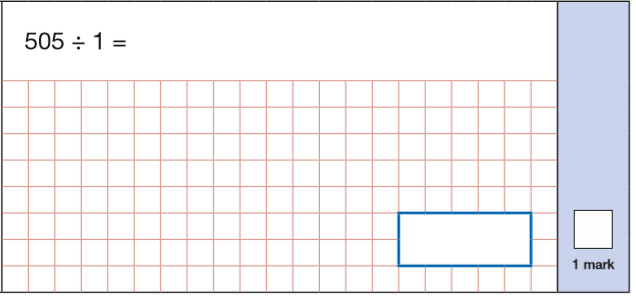 505 ÷ 1 =
1 mark